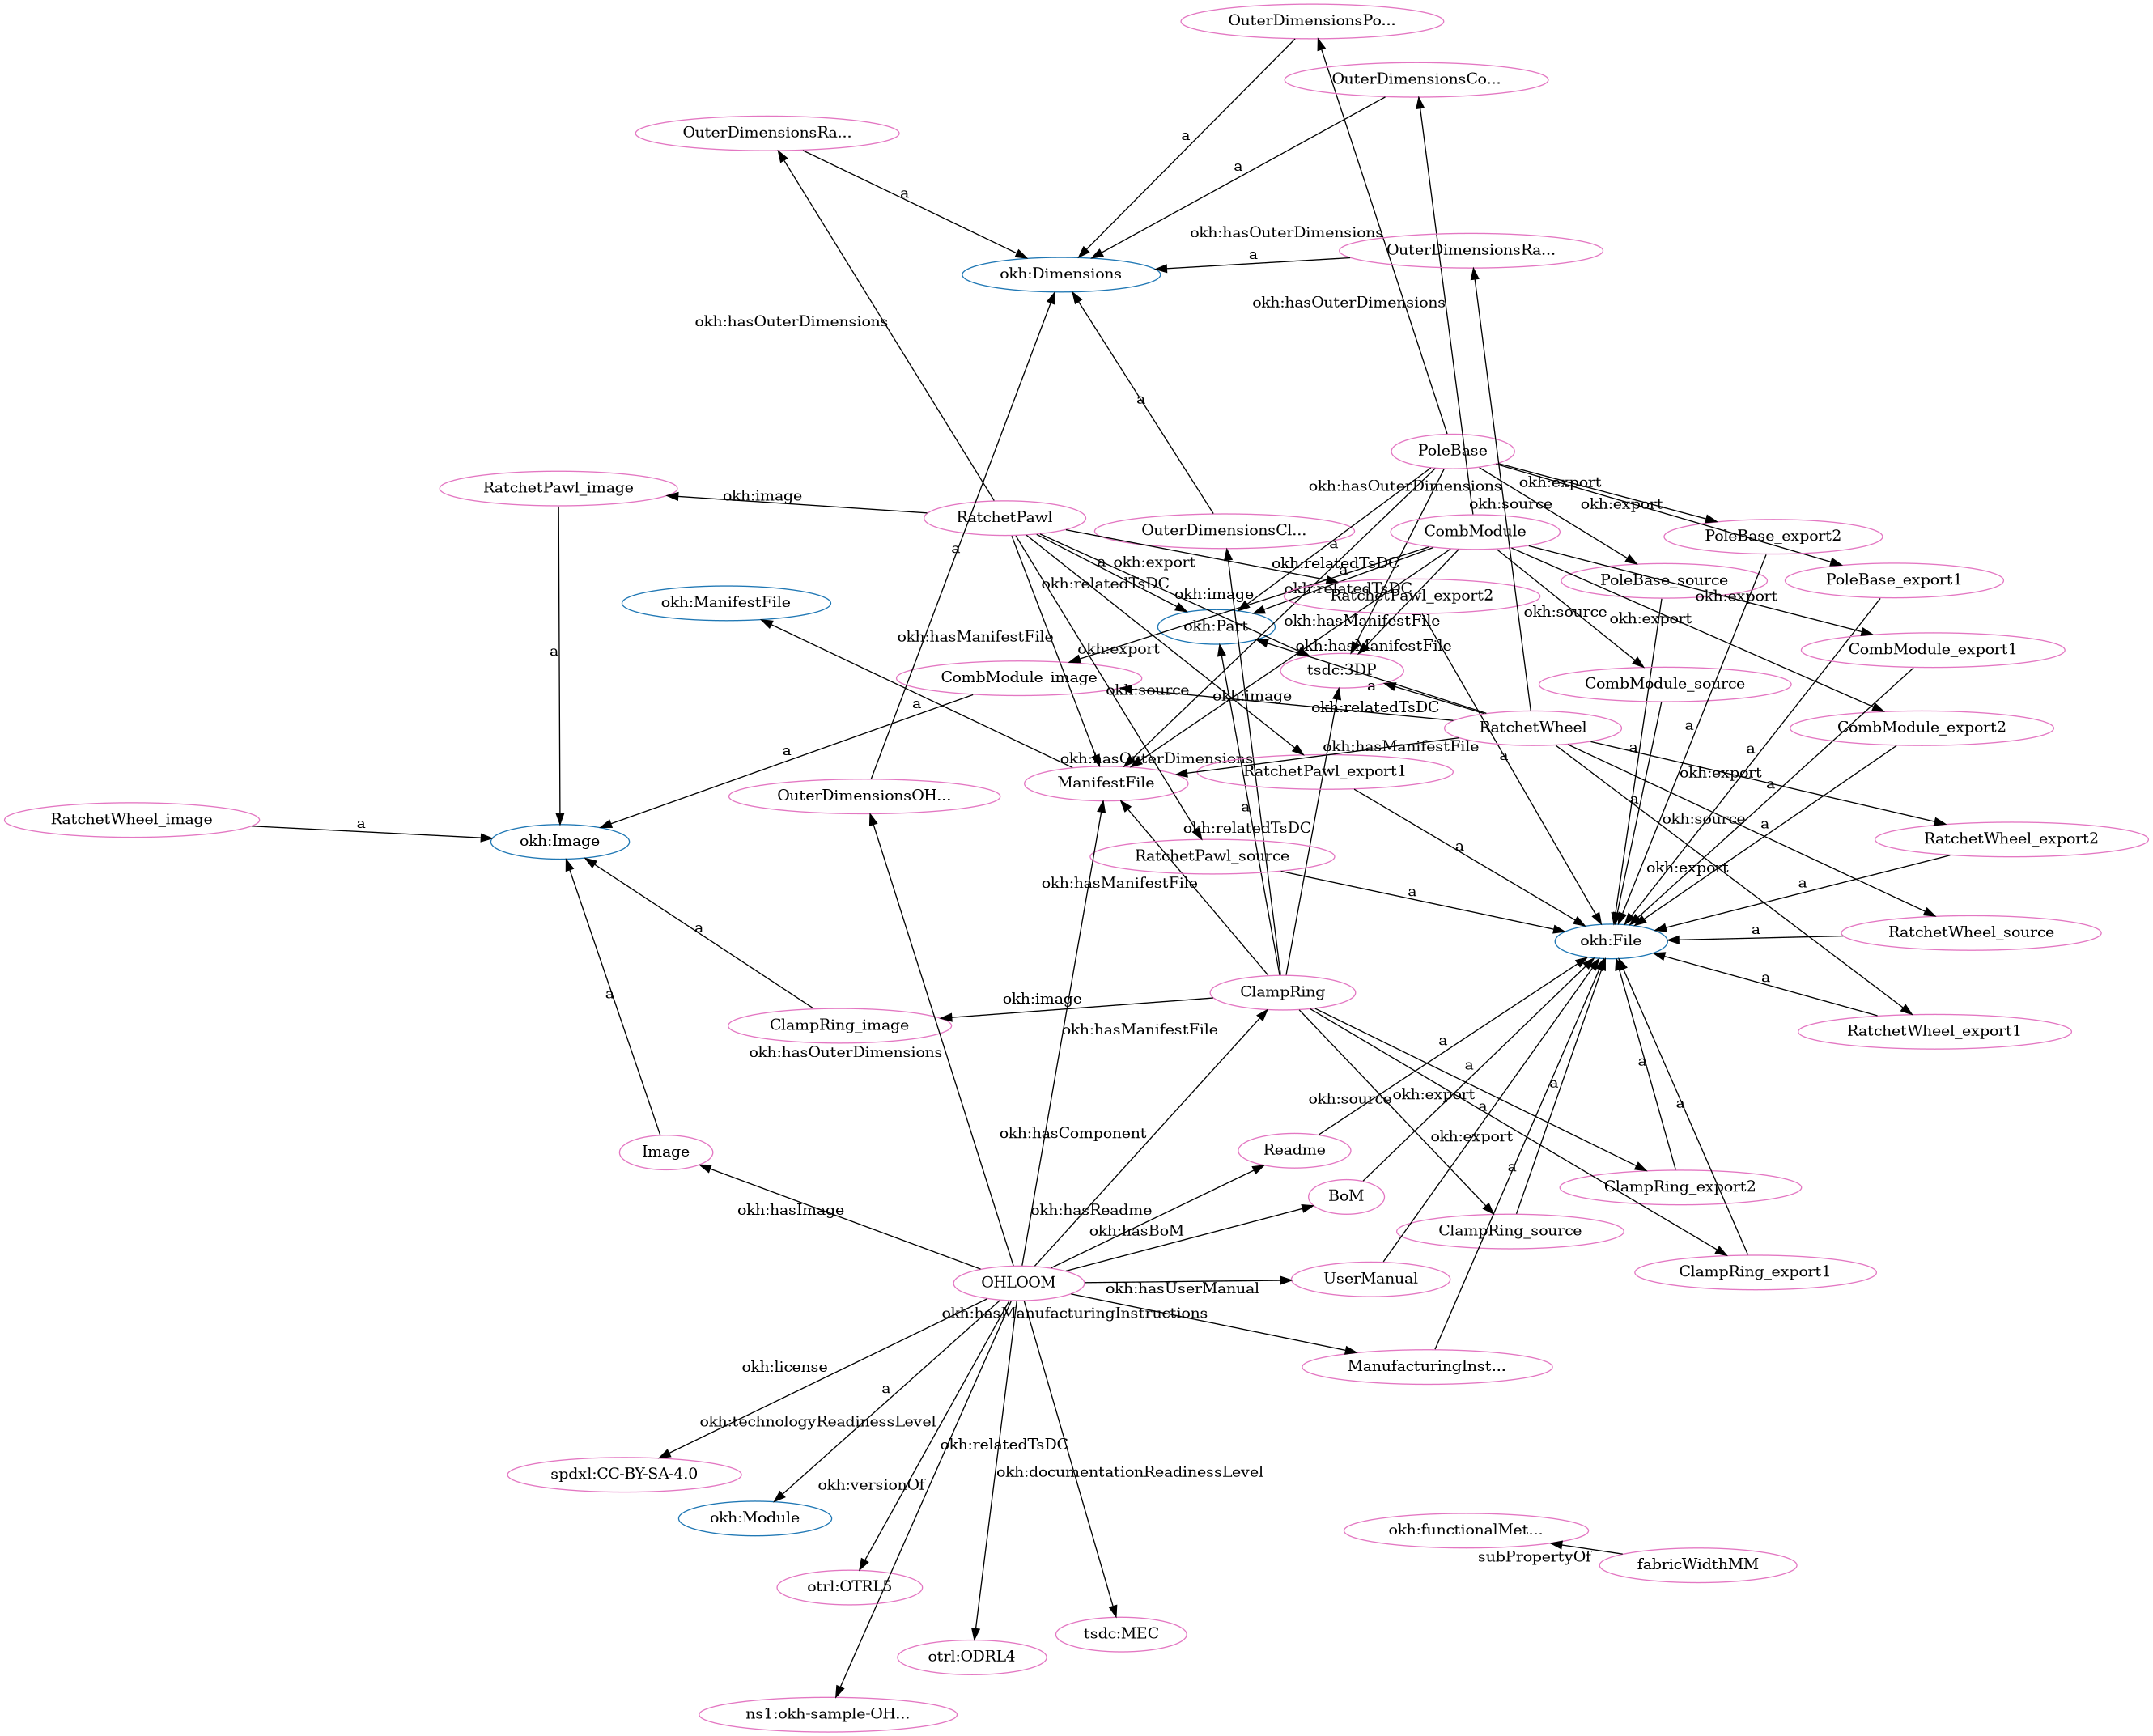 OuterDimensionsPo...
OuterDimensionsCo...
OuterDimensionsRa...
a
a
a
okh:hasOuterDimensions
OuterDimensionsRa...
a
okh:Dimensions
okh:hasOuterDimensions
okh:hasOuterDimensions
a
PoleBase
RatchetPawl_image
okh:image
okh:hasOuterDimensions
okh:export
okh:source
okh:export
RatchetPawl
OuterDimensionsCl...
CombModule
PoleBase_export2
a
a
a
okh:export
okh:relatedTsDC
a
PoleBase_source
PoleBase_export1
okh:relatedTsDC
okh:relatedTsDC
okh:image
RatchetPawl_export2
okh:export
okh:ManifestFile
okh:source
okh:export
okh:Part
okh:hasManifestFile
okh:hasManifestFile
okh:hasManifestFile
a
okh:export
CombModule_export1
tsdc:3DP
CombModule_image
okh:source
okh:image
a
CombModule_source
a
okh:relatedTsDC
RatchetWheel
a
CombModule_export2
a
okh:hasOuterDimensions
okh:hasManifestFile
a
a
a
ManifestFile
RatchetPawl_export1
okh:export
a
OuterDimensionsOH...
a
a
RatchetWheel_image
a
okh:relatedTsDC
okh:source
a
okh:Image
a
RatchetWheel_export2
RatchetPawl_source
okh:export
okh:hasManifestFile
a
a
a
a
RatchetWheel_source
okh:File
a
ClampRing
a
okh:image
ClampRing_image
okh:hasManifestFile
RatchetWheel_export1
okh:hasOuterDimensions
a
a
a
a
okh:source
okh:export
a
a
okh:hasComponent
okh:export
Image
Readme
a
okh:hasImage
okh:hasReadme
BoM
ClampRing_export2
okh:hasBoM
ClampRing_source
OHLOOM
okh:hasUserManual
UserManual
ClampRing_export1
okh:hasManufacturingInstructions
okh:license
ManufacturingInst...
a
okh:technologyReadinessLevel
okh:relatedTsDC
spdxl:CC-BY-SA-4.0
okh:versionOf
okh:documentationReadinessLevel
okh:Module
okh:functionalMet...
subPropertyOf
fabricWidthMM
otrl:OTRL5
tsdc:MEC
otrl:ODRL4
ns1:okh-sample-OH...